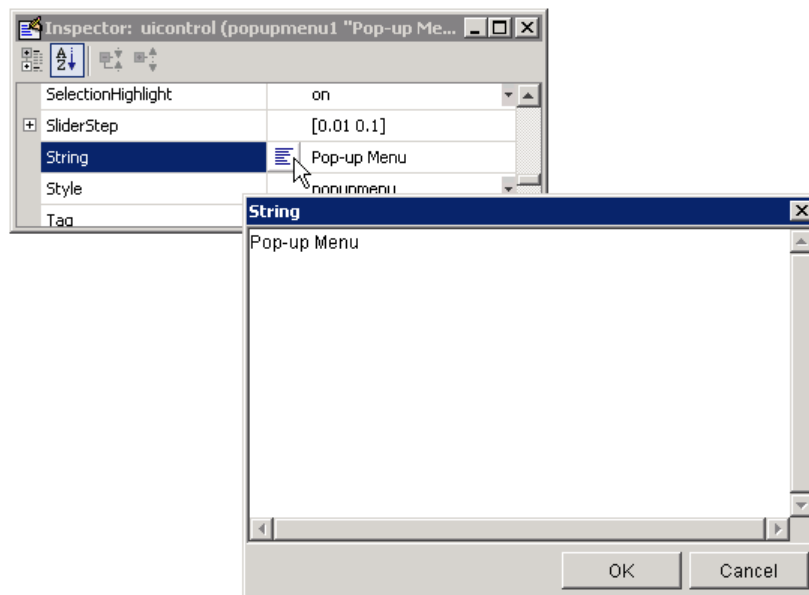 Inspector: uicontrol (popupmenu1 "Pop-up Me...
SelectionHighlight on
SliderStep [0.01 0.1]
String Pop-up Menu
Style popupmenu
Tag
String
Pop-up Menu
OK Cancel